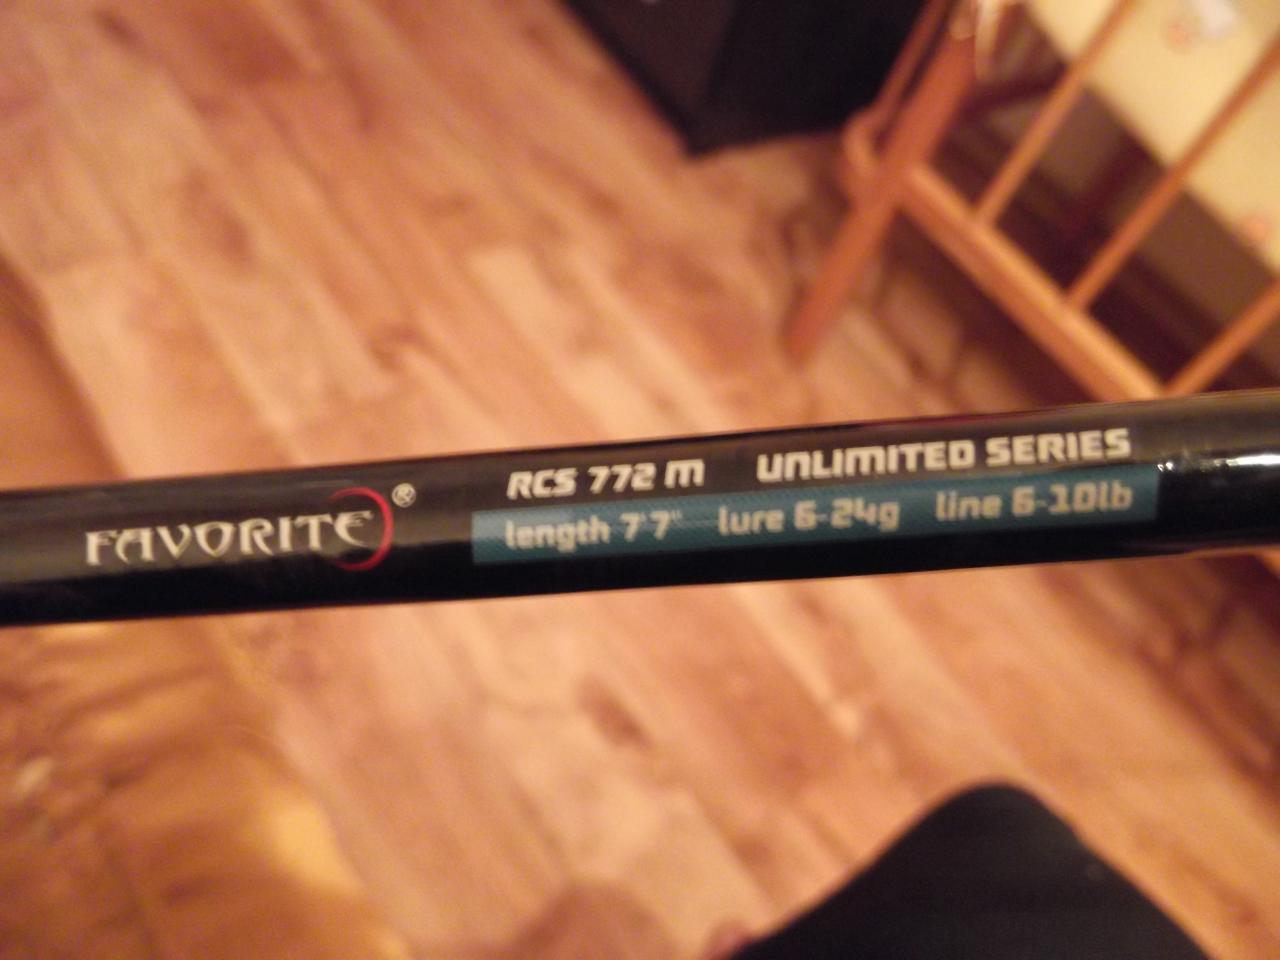 FAVORITE®
RCS 772 M UNLIMITED SERIES
length 7'7" lure 6-24g line 6-10lb